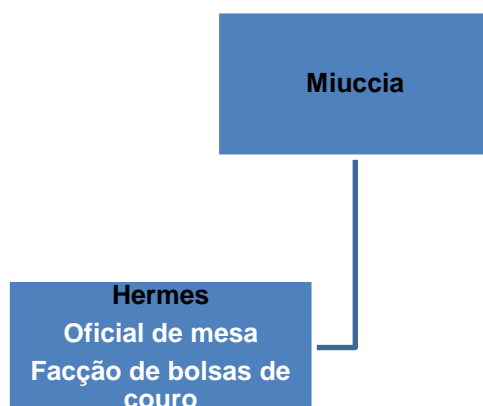 Miuccia
Hermes
Oficial de mesa
Facção de bolsas de
couro